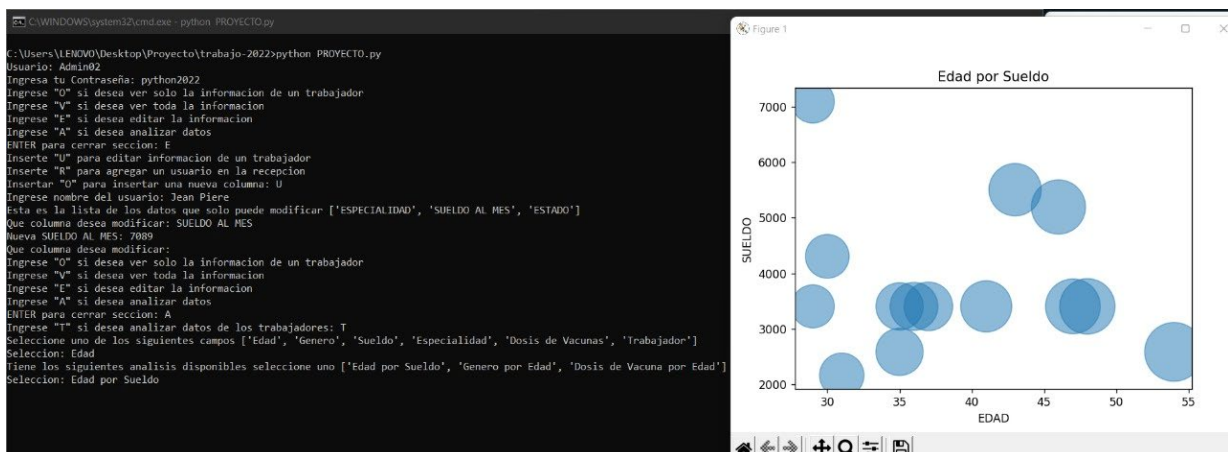 C:\WINDOWS\system32\cmd.exe - python PROYECTO.py
C:\Users\LENOVO\Desktop\Proyecto\trabajo-2022>python PROYECTO.py
Usuario: Admin02
Ingresa tu Contraseña: python2022
Ingrese "O" si desea ver solo la informacion de un trabajador
Ingrese "V" si desea ver toda la informacion
Ingrese "E" si desea editar la informacion
Ingrese "A" si desea analizar datos
ENTER para cerrar seccion: E
Inserte "U" para editar informacion de un trabajador
Inserte "R" para agregar un usuario en la recepcion
Insertar "O" para insertar una nueva columna: U
Ingrese nombre del usuario: Jean Piere
Esta es la lista de los datos que solo puede modificar ['ESPECIALIDAD', 'SUELDO AL MES', 'ESTADO']
Que columna desea modificar: SUELDO AL MES
Nueva SUELDO AL MES: 7089
Que columna desea modificar:
Ingrese "O" si desea ver solo la informacion de un trabajador
Ingrese "V" si desea ver toda la informacion
Ingrese "E" si desea editar la informacion
Ingrese "A" si desea analizar datos
ENTER para cerrar seccion: A
Ingrese "T" si desea analizar datos de los trabajadores: T
Seleccione uno de los siguientes campos ['Edad', 'Genero', 'Sueldo', 'Especialidad', 'Dosis de Vacunas', 'Trabajador']
Seleccion: Edad
Tiene los siguientes analisis disponibles seleccione uno ['Edad por Sueldo', 'Genero por Edad', 'Dosis de Vacuna por Edad']
Seleccion: Edad por Sueldo
Figure 1
Edad por Sueldo
7000
6000
5000
4000
3000
2000
SUELDO
30 35 40 45 50 55
EDAD